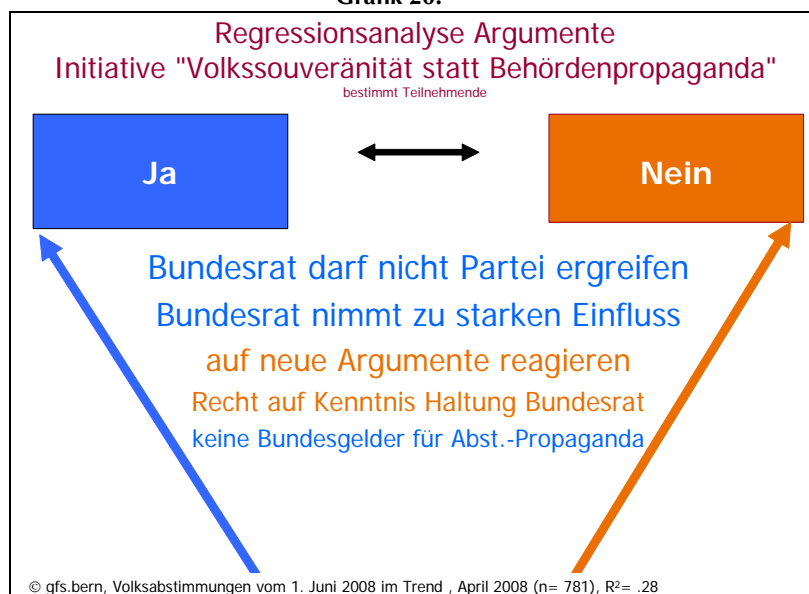 Grafik 26:
Regressionsanalyse Argumente
Initiative "Volkssouveränität statt Behördenpropaganda"
bestimmt Teilnehmende
Ja
Nein
Bundesrat darf nicht Partei ergreifen
Bundesrat nimmt zu starken Einfluss
auf neue Argumente reagieren
Recht auf Kenntnis Haltung Bundesrat
keine Bundesgelder für Abst.-Propaganda
© gfs.bern, Volksabstimmungen vom 1. Juni 2008 im Trend , April 2008 (n= 781), R²= .28